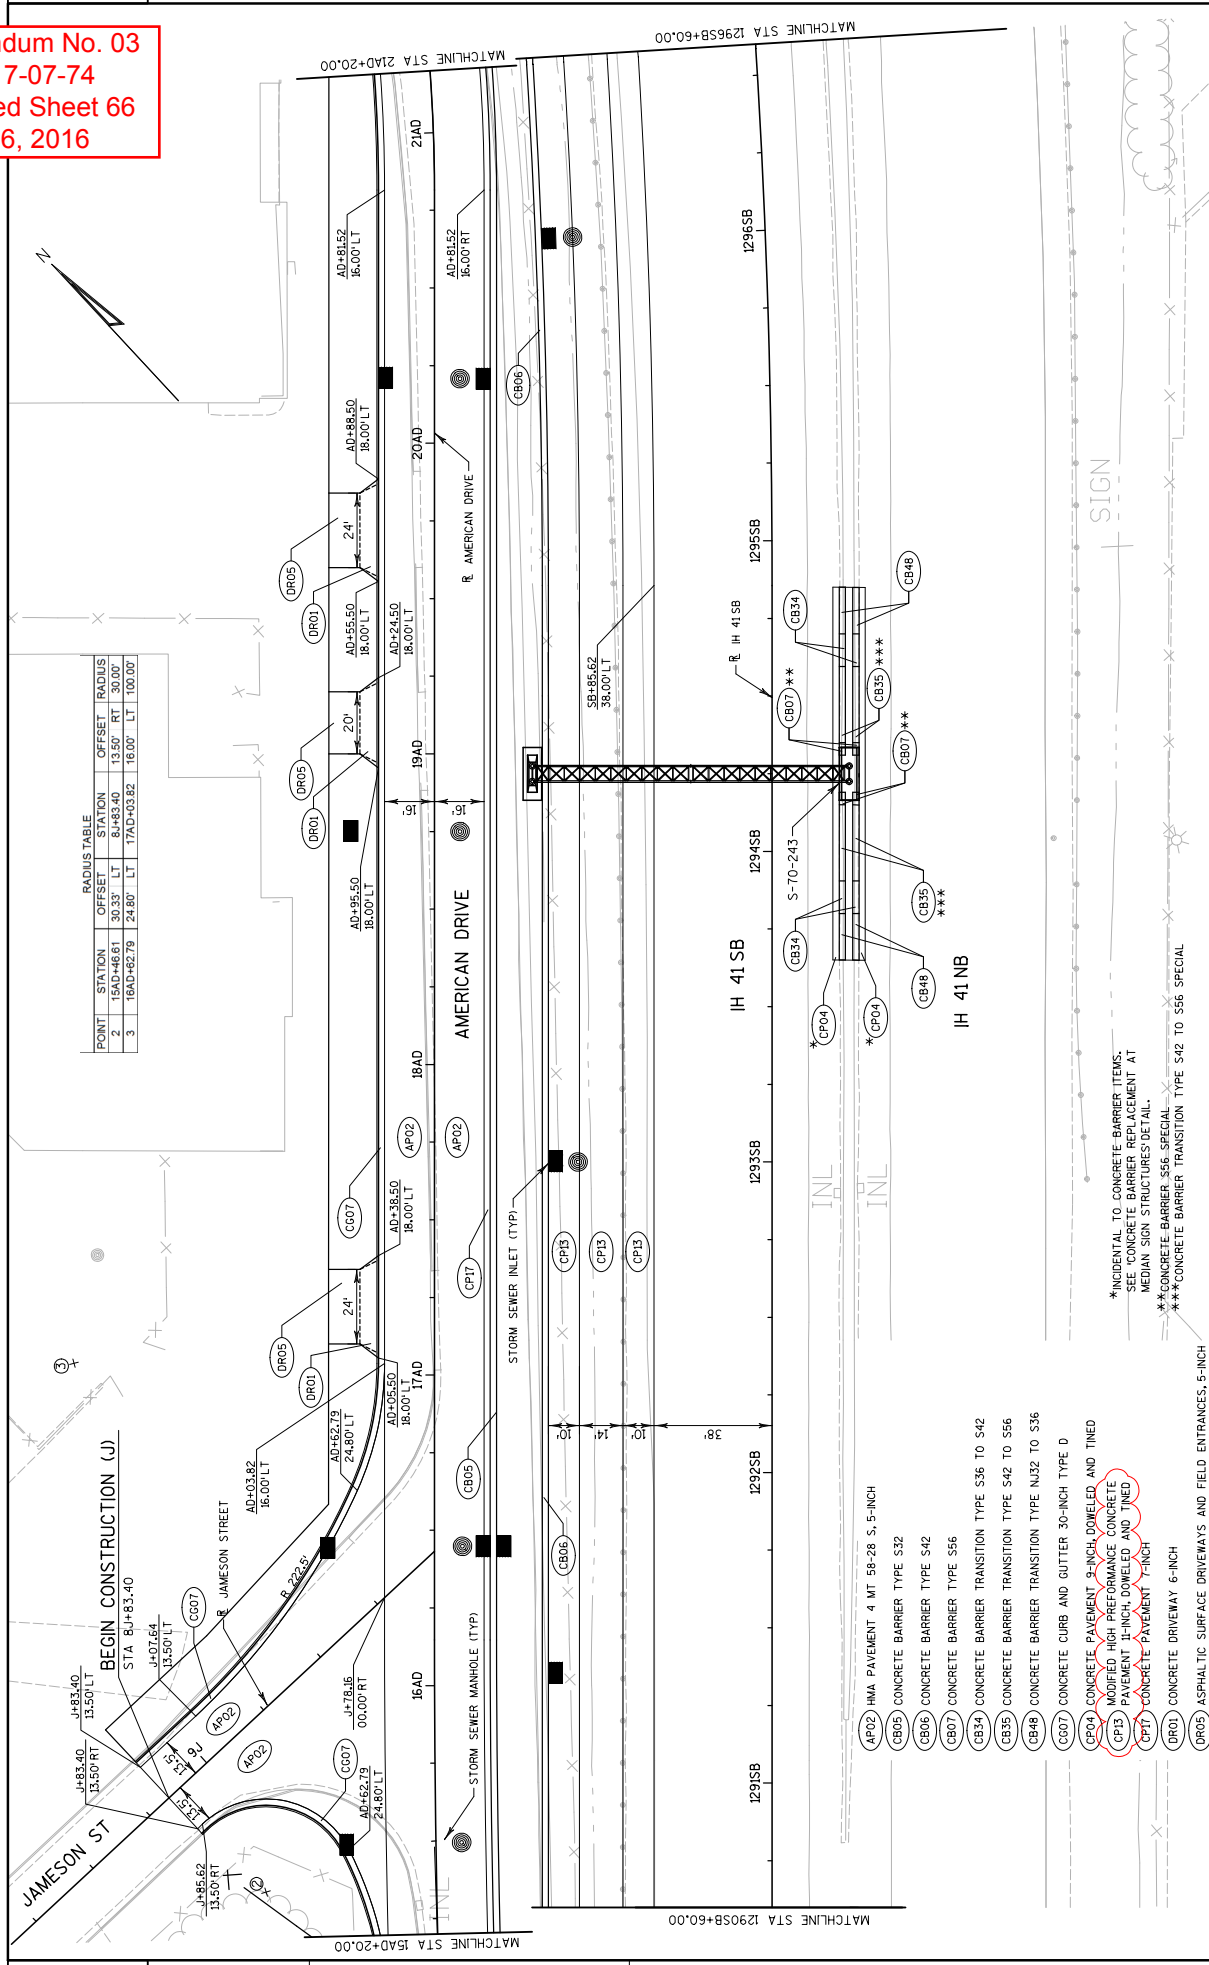 dum No. 03
7-07-74
ed Sheet 66
6, 2016
N
MATCHLINE STA 21AD+20.00
MATCHLINE STA 1296SB+60.00
RADIUS TABLE
POINT STATION OFFSET STATION OFFSET RADIUS
2 15AD+46.61 30.33' LT 8J+83.40 13.50' RT 30.00'
3 16AD+62.79 24.80' LT 17AD+03.82 16.00' LT 100.00'
BEGIN CONSTRUCTION (J)
STA 8J+83.40
J+83.40
13.50'LT
J+83.40
13.50'RT
J+85.62
13.50'RT
J+07.64
13.50'LT
J+78.16
00.00'RT
JAMESON ST
JAMESON STREET
9J
13.5'
13.5'
R 222.5'
2
3
CG07
AP02
AP02
CG07
AD+62.79
24.80'LT
AD+62.79
24.80'LT
AD+03.82
16.00'LT
AD+05.50
18.00'LT
DR01
DR05
24'
AD+38.50
18.00'LT
CG07
AP02
AP02
AD+95.50
18.00'LT
DR01
DR05
20'
AD+24.50
18.00'LT
AD+55.50
18.00'LT
DR01
DR05
24'
AD+88.50
18.00'LT
AD+81.52
16.00'LT
AD+81.52
16.00'RT
16'
16'
16AD
17AD
18AD
19AD
20AD
21AD
AMERICAN DRIVE
AMERICAN DRIVE
STORM SEWER MANHOLE (TYP)
STORM SEWER INLET (TYP)
CB05
CB06
CP17
CB06
CP13
CP13
CP13
10'
14'
10'
38'
SB+85.62
38.00'LT
IH 41 SB
IH 41 SB
IH 41 NB
1291SB
1292SB
1293SB
1294SB
1295SB
1296SB
S-70-243
CB34
CB07 **
CB35 ***
CB48
CB07 **
CB34
CB35
***
CB48
CP04
*
CP04
*
SIGN
INL
INL
INL
MATCHLINE STA 15AD+20.00
MATCHLINE STA 1290SB+60.00
*INCIDENTAL TO CONCRETE BARRIER ITEMS.
SEE 'CONCRETE BARRIER REPLACEMENT AT
MEDIAN SIGN STRUCTURES' DETAIL.
**CONCRETE BARRIER S56 SPECIAL
***CONCRETE BARRIER TRANSITION TYPE S42 TO S56 SPECIAL
AP02 HMA PAVEMENT 4 MT 58-28 S, 5-INCH
CB05 CONCRETE BARRIER TYPE S32
CB06 CONCRETE BARRIER TYPE S42
CB07 CONCRETE BARRIER TYPE S56
CB34 CONCRETE BARRIER TRANSITION TYPE S36 TO S42
CB35 CONCRETE BARRIER TRANSITION TYPE S42 TO S56
CB48 CONCRETE BARRIER TRANSITION TYPE NJ32 TO S36
CG07 CONCRETE CURB AND GUTTER 30-INCH TYPE D
CP04 CONCRETE PAVEMENT 9-INCH, DOWELED AND TINED
CP13 MODIFIED HIGH PREFORMANCE CONCRETE
PAVEMENT 11-INCH, DOWELED AND TINED
CP17 CONCRETE PAVEMENT 7-INCH
DR01 CONCRETE DRIVEWAY 6-INCH
DR05 ASPHALTIC SURFACE DRIVEWAYS AND FIELD ENTRANCES, 5-INCH